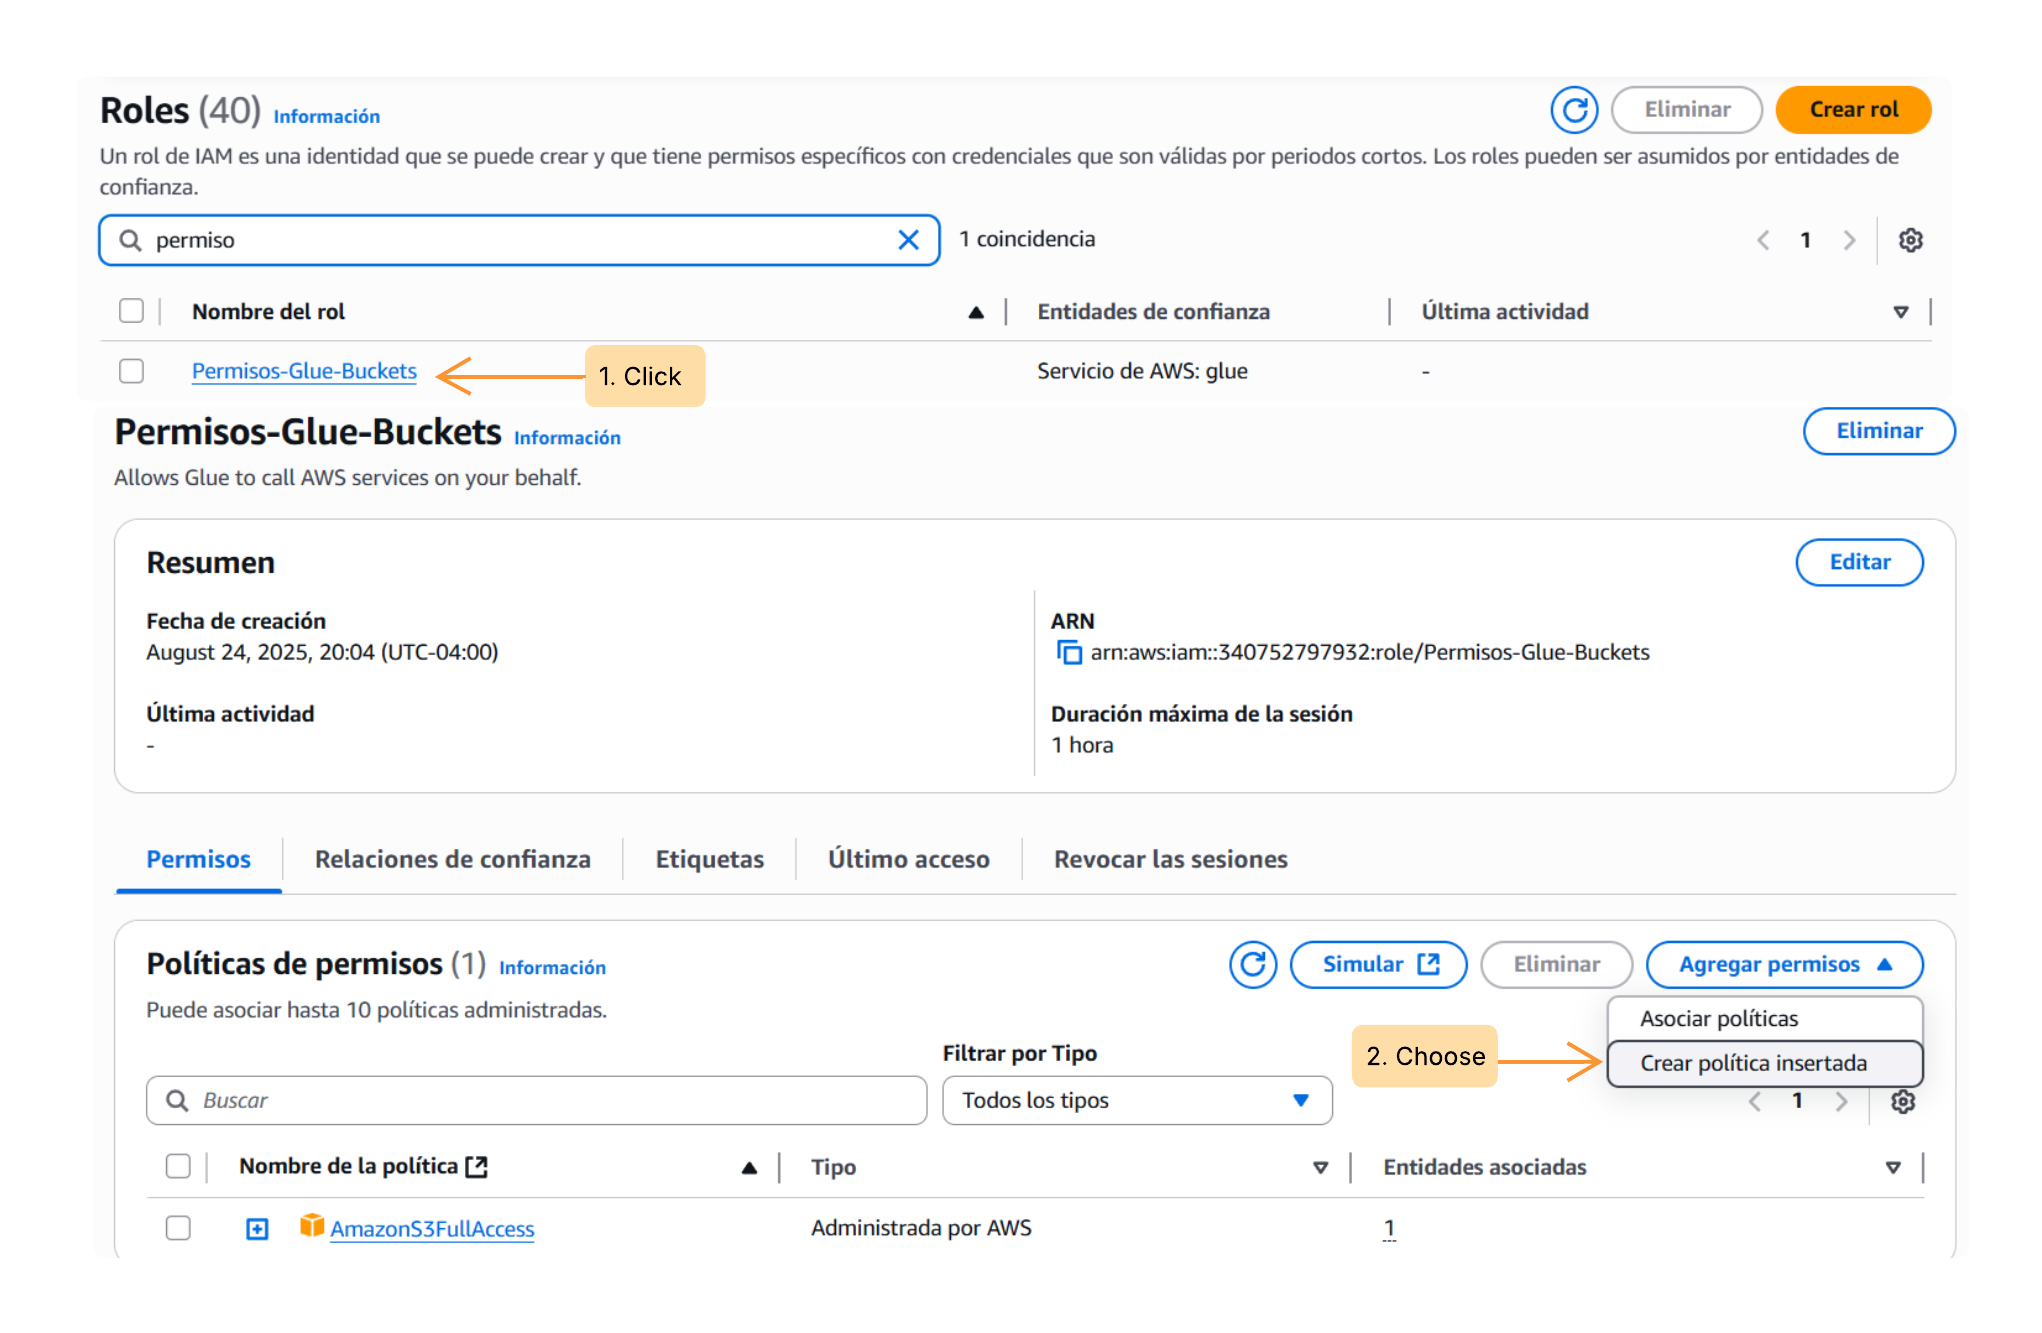 Roles (40) Información
Eliminar
Crear rol
Un rol de IAM es una identidad que se puede crear y que tiene permisos específicos con credenciales que son válidas por periodos cortos. Los roles pueden ser asumidos por entidades de
confianza.
permiso
1 coincidencia
1
Nombre del rol
Entidades de confianza
Última actividad
Permisos-Glue-Buckets
1. Click
Servicio de AWS: glue
-
Permisos-Glue-Buckets Información
Eliminar
Allows Glue to call AWS services on your behalf.
Resumen
Editar
Fecha de creación
August 24, 2025, 20:04 (UTC-04:00)
ARN
arn:aws:iam::340752797932:role/Permisos-Glue-Buckets
Última actividad
-
Duración máxima de la sesión
1 hora
Permisos
Relaciones de confianza
Etiquetas
Último acceso
Revocar las sesiones
Políticas de permisos (1) Información
Simular
Eliminar
Agregar permisos
Puede asociar hasta 10 políticas administradas.
Asociar políticas
2. Choose
Crear política insertada
Filtrar por Tipo
Buscar
Todos los tipos
1
Nombre de la política
Tipo
Entidades asociadas
AmazonS3FullAccess
Administrada por AWS
1